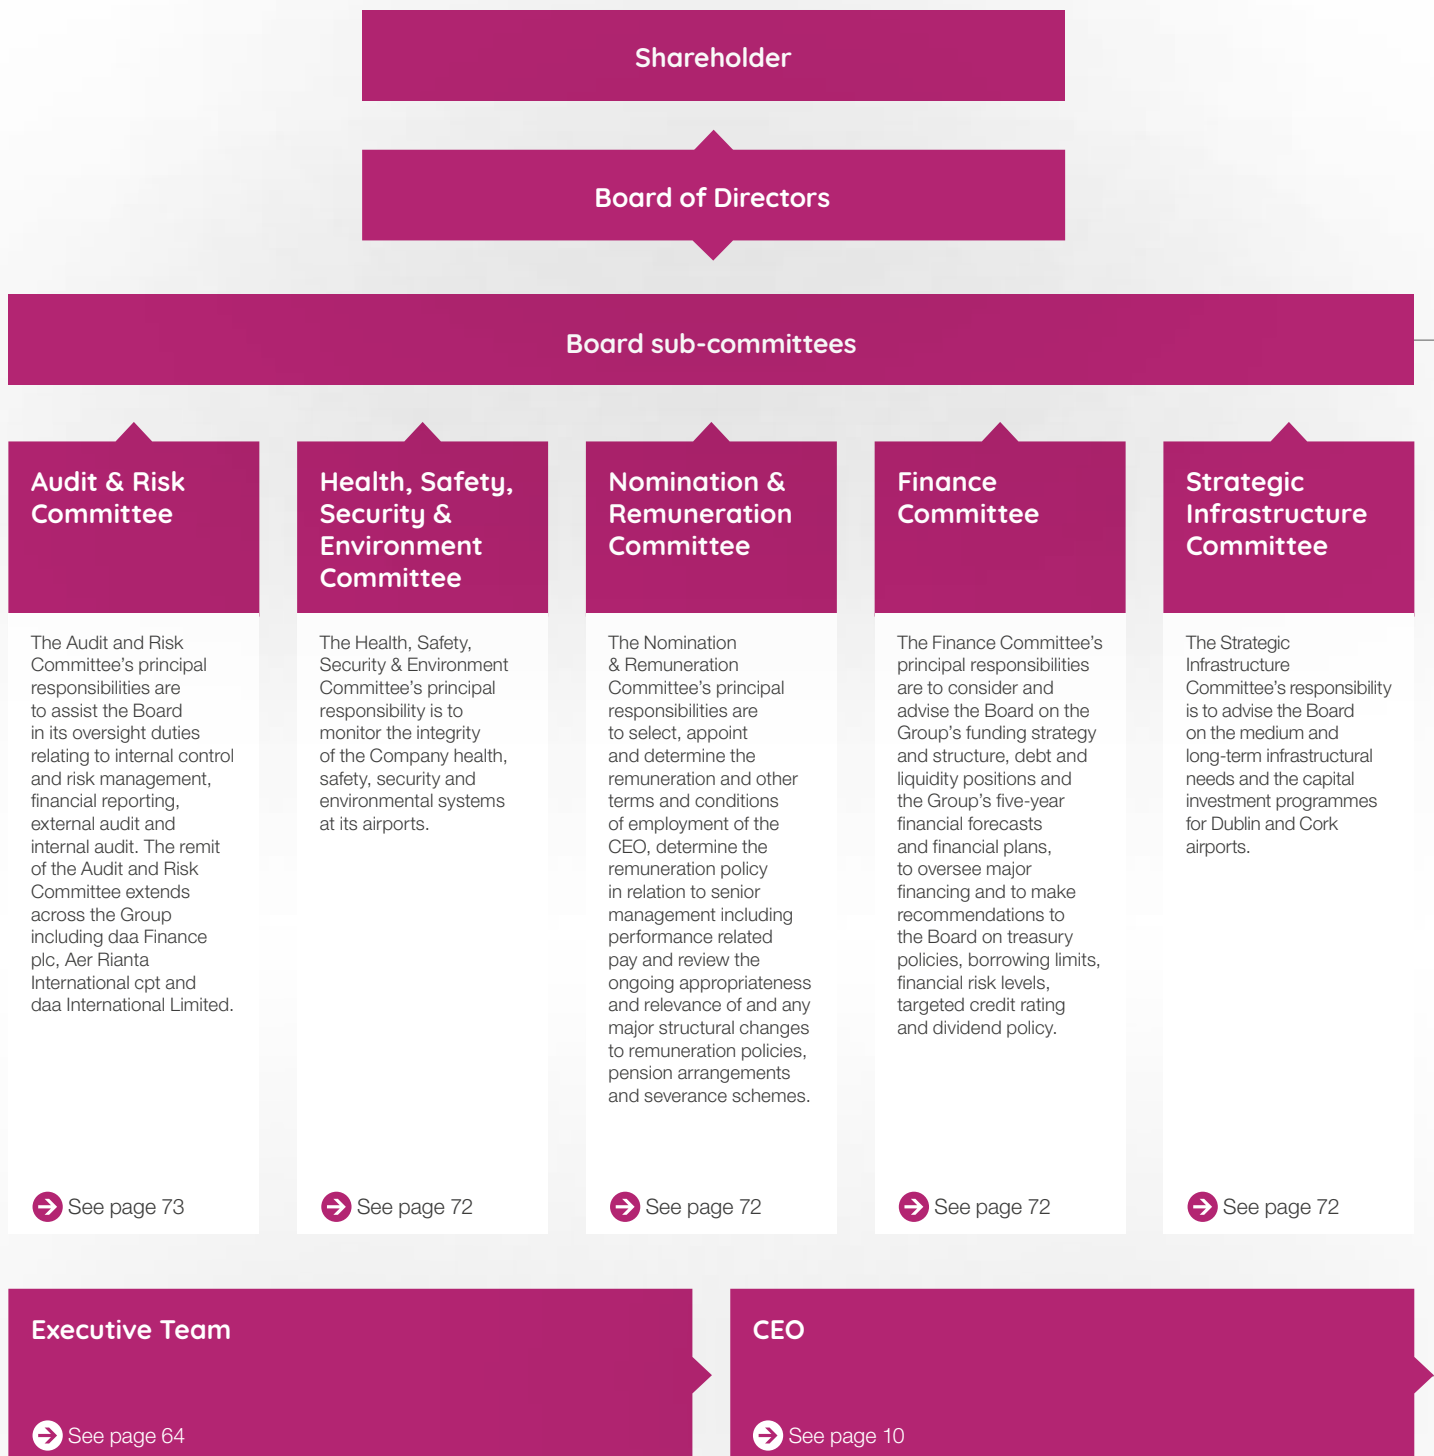 Shareholder
Board of Directors
Board sub-committees
Audit & Risk
Committee
The Audit and Risk
Committee's principal
responsibilities are
to assist the Board
in its oversight duties
relating to internal control
and risk management,
financial reporting,
external audit and
internal audit. The remit
of the Audit and Risk
Committee extends
across the Group
including daa Finance
plc, Aer Rianta
International cpt and
daa International Limited.
See page 73
Health, Safety,
Security &
Environment
Committee
The Health, Safety,
Security & Environment
Committee's principal
responsibility is to
monitor the integrity
of the Company health,
safety, security and
environmental systems
at its airports.
See page 72
Nomination &
Remuneration
Committee
The Nomination
& Remuneration
Committee's principal
responsibilities are
to select, appoint
and determine the
remuneration and other
terms and conditions
of employment of the
CEO, determine the
remuneration policy
in relation to senior
management including
performance related
pay and review the
ongoing appropriateness
and relevance of and any
major structural changes
to remuneration policies,
pension arrangements
and severance schemes.
See page 72
Finance
Committee
The Finance Committee's
principal responsibilities
are to consider and
advise the Board on the
Group's funding strategy
and structure, debt and
liquidity positions and
the Group's five-year
financial forecasts
and financial plans,
to oversee major
financing and to make
recommendations to
the Board on treasury
policies, borrowing limits,
financial risk levels,
targeted credit rating
and dividend policy.
See page 72
Strategic
Infrastructure
Committee
The Strategic
Infrastructure
Committee's responsibility
is to advise the Board
on the medium and
long-term infrastructural
needs and the capital
investment programmes
for Dublin and Cork
airports.
See page 72
Executive Team
See page 64
CEO
See page 10